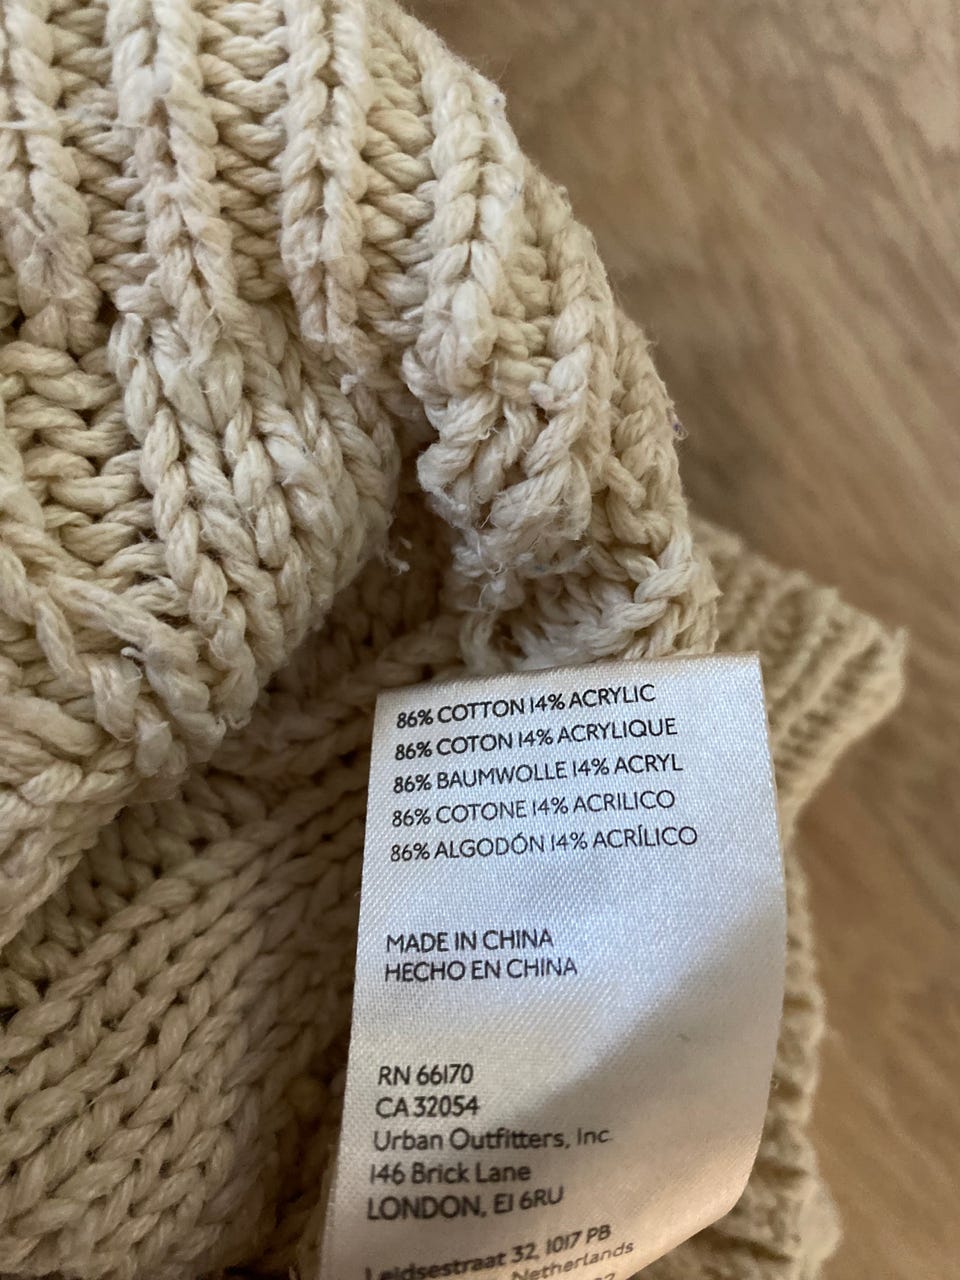 86% COTTON 14% ACRYLIC
86% COTON 14% ACRYLIQUE
86% BAUMWOLLE 14% ACRYL
86% COTONE 14% ACRILICO
86% ALGODÓN 14% ACRÍLICO
MADE IN CHINA
HECHO EN CHINA
RN 66170
CA 32054
Urban Outfitters, Inc.
146 Brick Lane
LONDON, E1 6RU
Leidsestraat 32, 1017 PB
Netherlands